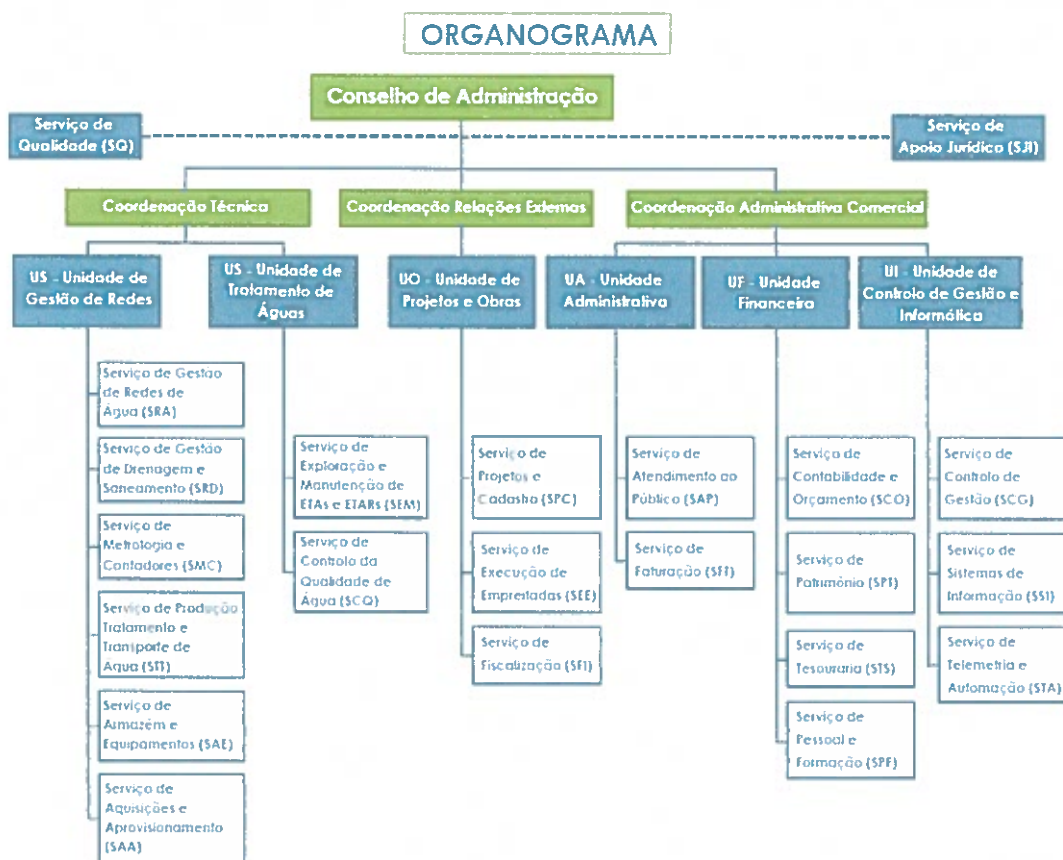 ORGANOGRAMA
Conselho de Administração
Serviço de
Qualidade (SQ)
Serviço de
Apoio Jurídico (SJI)
Coordenação Técnica
Coordenação Relações Externas
Coordenação Administrativa Comercial
US - Unidade de
Gestão de Redes
US - Unidade de
Tratamento de
Águas
UO - Unidade de
Projetos e Obras
UA - Unidade
Administrativa
UF - Unidade
Financeira
UI - Unidade de
Controlo de Gestão e
Informática
Serviço de Gestão
de Redes de
Água (SRA)
Serviço de Gestão
de Drenagem e
Saneamento (SRD)
Serviço de
Metrologia e
Contadores (SMC)
Serviço de Produção
Tratamento e
Transporte de
Água (STT)
Serviço de
Armazém e
Equipamentos (SAE)
Serviço de
Aquisições e
Aprovisionamento
(SAA)
Serviço de
Exploração e
Manutenção de
ETAs e ETARs (SEM)
Serviço de
Controlo da
Qualidade de
Água (SCQ)
Serviço de
Projetos e
Cadastro (SPC)
Serviço de
Execução de
Empreitadas (SEE)
Serviço de
Fiscalização (SFI)
Serviço de
Atendimento ao
Público (SAP)
Serviço de
Faturação (SFT)
Serviço de
Contabilidade e
Orçamento (SCO)
Serviço de
Património (SPT)
Serviço de
Tesouraria (STS)
Serviço de
Pessoal e
Formação (SPF)
Serviço de
Controlo de
Gestão (SCG)
Serviço de
Sistemas de
Informação (SSI)
Serviço de
Telemetria e
Automação (STA)